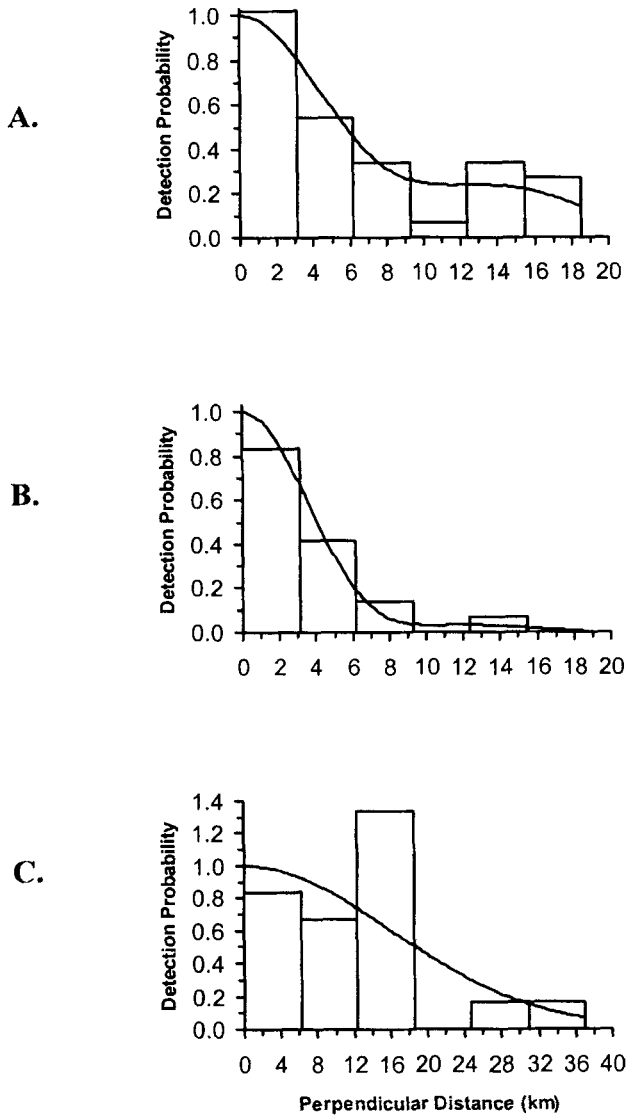 A.
Detection Probability
1.0
0.8
0.6
0.4
0.2
0.0
0 2 4 6 8 10 12 14 16 18 20
B.
Detection Probability
1.0
0.8
0.6
0.4
0.2
0.0
0 2 4 6 8 10 12 14 16 18 20
C.
Detection Probability
1.4
1.2
1.0
0.8
0.6
0.4
0.2
0.0
0 4 8 12 16 20 24 28 32 36 40
Perpendicular Distance (km)